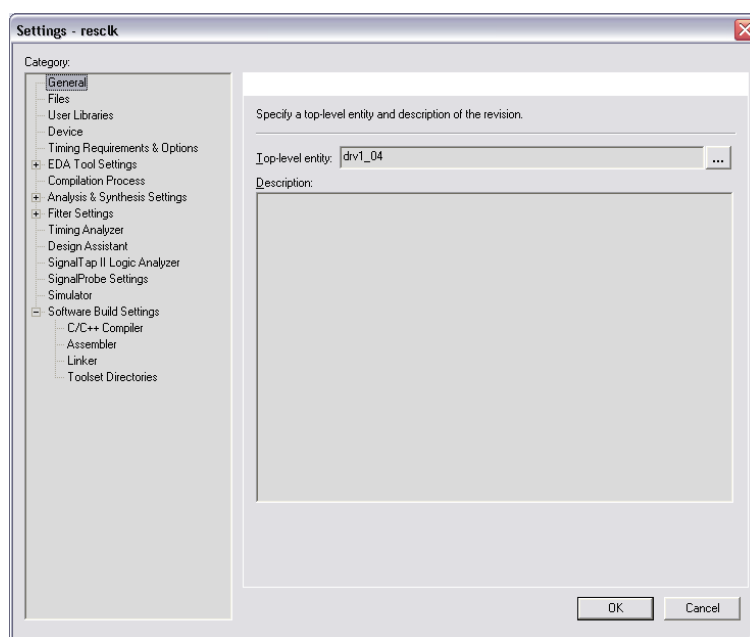 Settings - resclk
Category:
General
Files
User Libraries
Device
Timing Requirements & Options
EDA Tool Settings
Compilation Process
Analysis & Synthesis Settings
Fitter Settings
Timing Analyzer
Design Assistant
SignalTap II Logic Analyzer
SignalProbe Settings
Simulator
Software Build Settings
C/C++ Compiler
Assembler
Linker
Toolset Directories
Specify a top-level entity and description of the revision.
Top-level entity: drv1_04 ...
Description:
OK Cancel